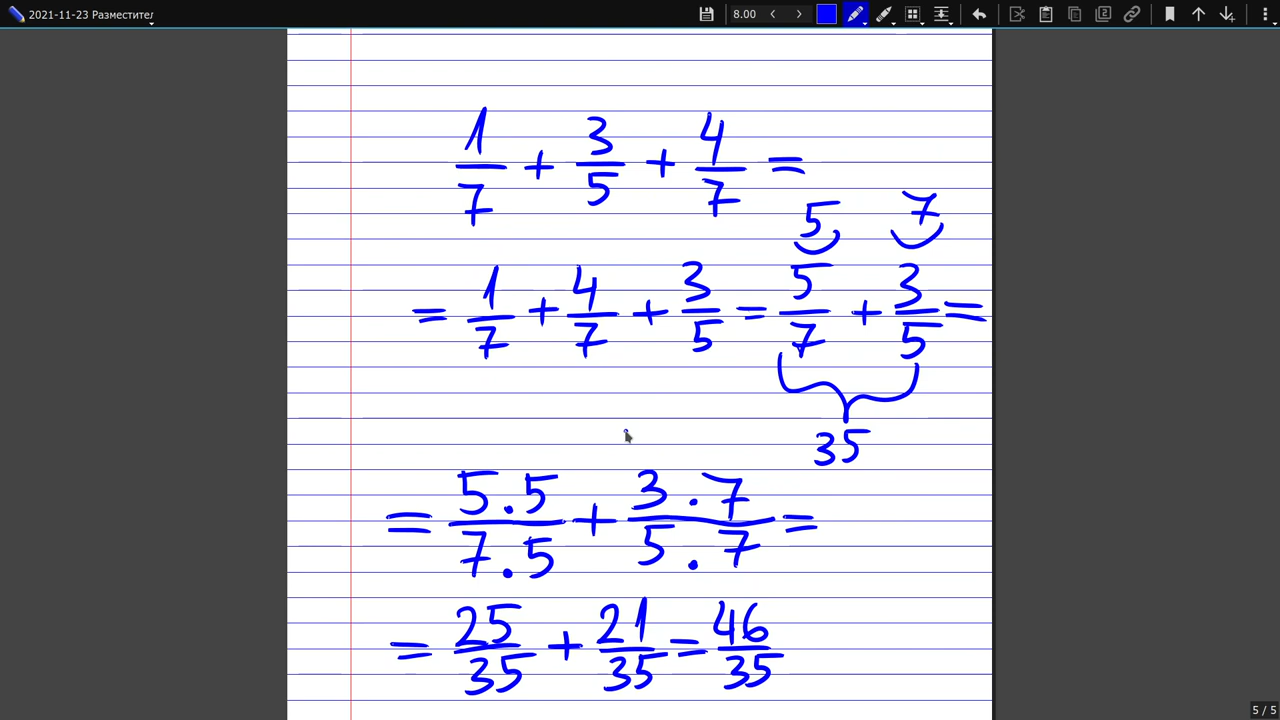 2021-11-23 Разместител
8.00
1/7 + 3/5 + 4/7 =
5 7
= 1/7 + 4/7 + 3/5 = 5/7 + 3/5 =
35
= 5.5/7.5 + 3.7/5.7 =
= 25/35 + 21/35 = 46/35
5 / 5